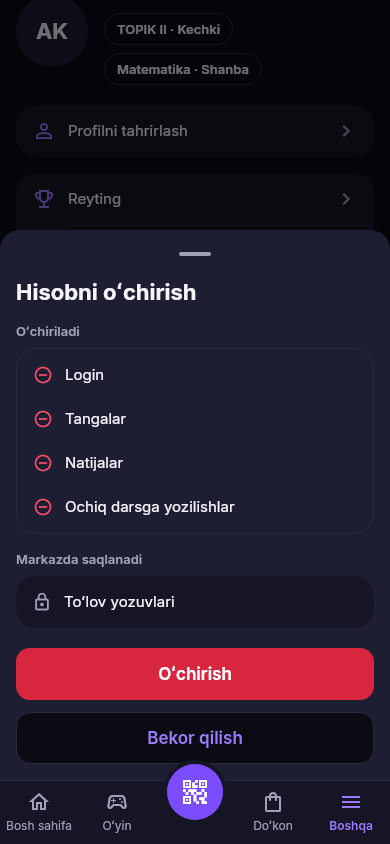 AK
TOPIK II · Kechki
Matematika · Shanba
Profilni tahrirlash
Reyting
Hisobni oʻchirish
Oʻchiriladi
Login
Tangalar
Natijalar
Ochiq darsga yozilishlar
Markazda saqlanadi
Toʻlov yozuvlari
Oʻchirish
Bekor qilish
Bosh sahifa
Oʻyin
Doʻkon
Boshqa